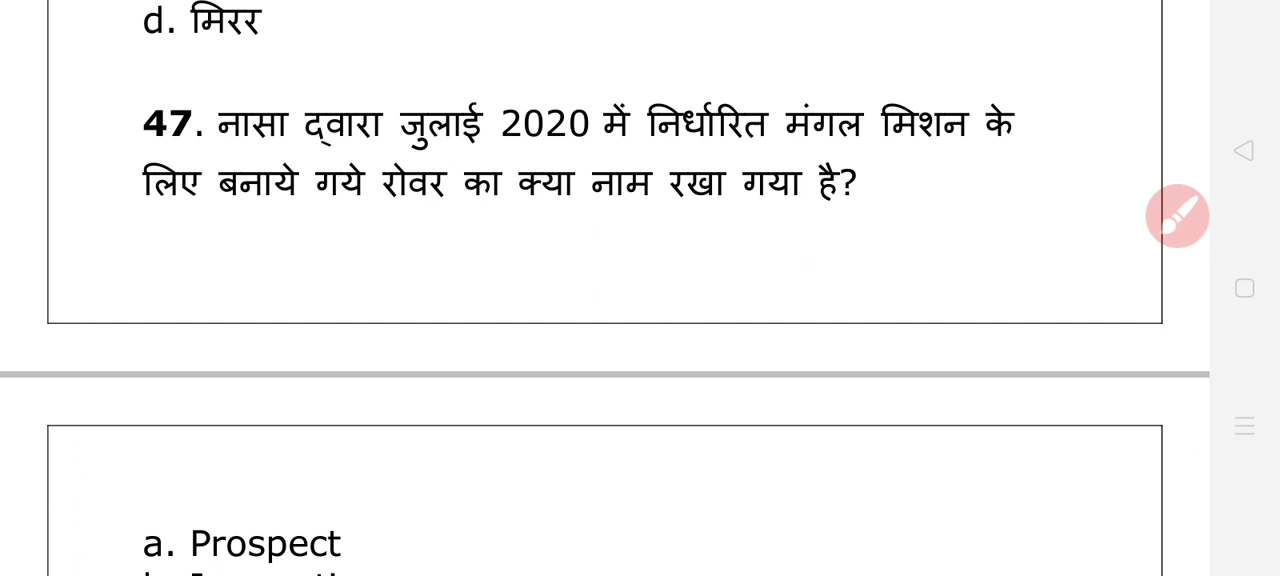 d. मिरर
47. नासा द्वारा जुलाई 2020 में निर्धारित मंगल मिशन के
लिए बनाये गये रोवर का क्या नाम रखा गया है?
a. Prospect